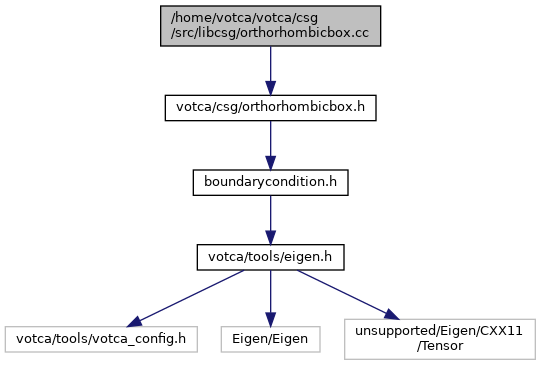 /home/votca/votca/csg
/src/libcsg/orthorhombicbox.cc
votca/csg/orthorhombicbox.h
boundarycondition.h
votca/tools/eigen.h
votca/tools/votca_config.h
Eigen/Eigen
unsupported/Eigen/CXX11
/Tensor